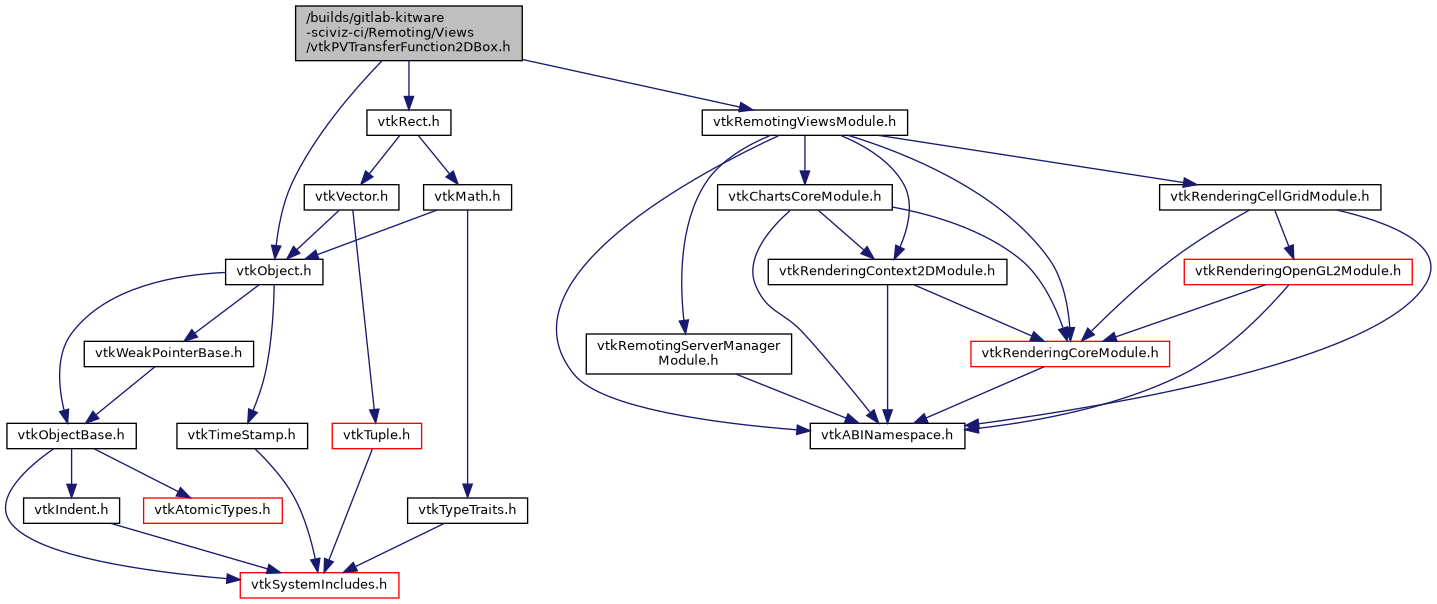 /builds/gitlab-kitware
-sciviz-ci/Remoting/Views
/vtkPVTransferFunction2DBox.h
vtkRect.h
vtkRemotingViewsModule.h
vtkVector.h
vtkMath.h
vtkChartsCoreModule.h
vtkRenderingCellGridModule.h
vtkObject.h
vtkRenderingContext2DModule.h
vtkRenderingOpenGL2Module.h
vtkWeakPointerBase.h
vtkRemotingServerManager
Module.h
vtkRenderingCoreModule.h
vtkObjectBase.h
vtkTimeStamp.h
vtkTuple.h
vtkABINamespace.h
vtkIndent.h
vtkAtomicTypes.h
vtkTypeTraits.h
vtkSystemIncludes.h